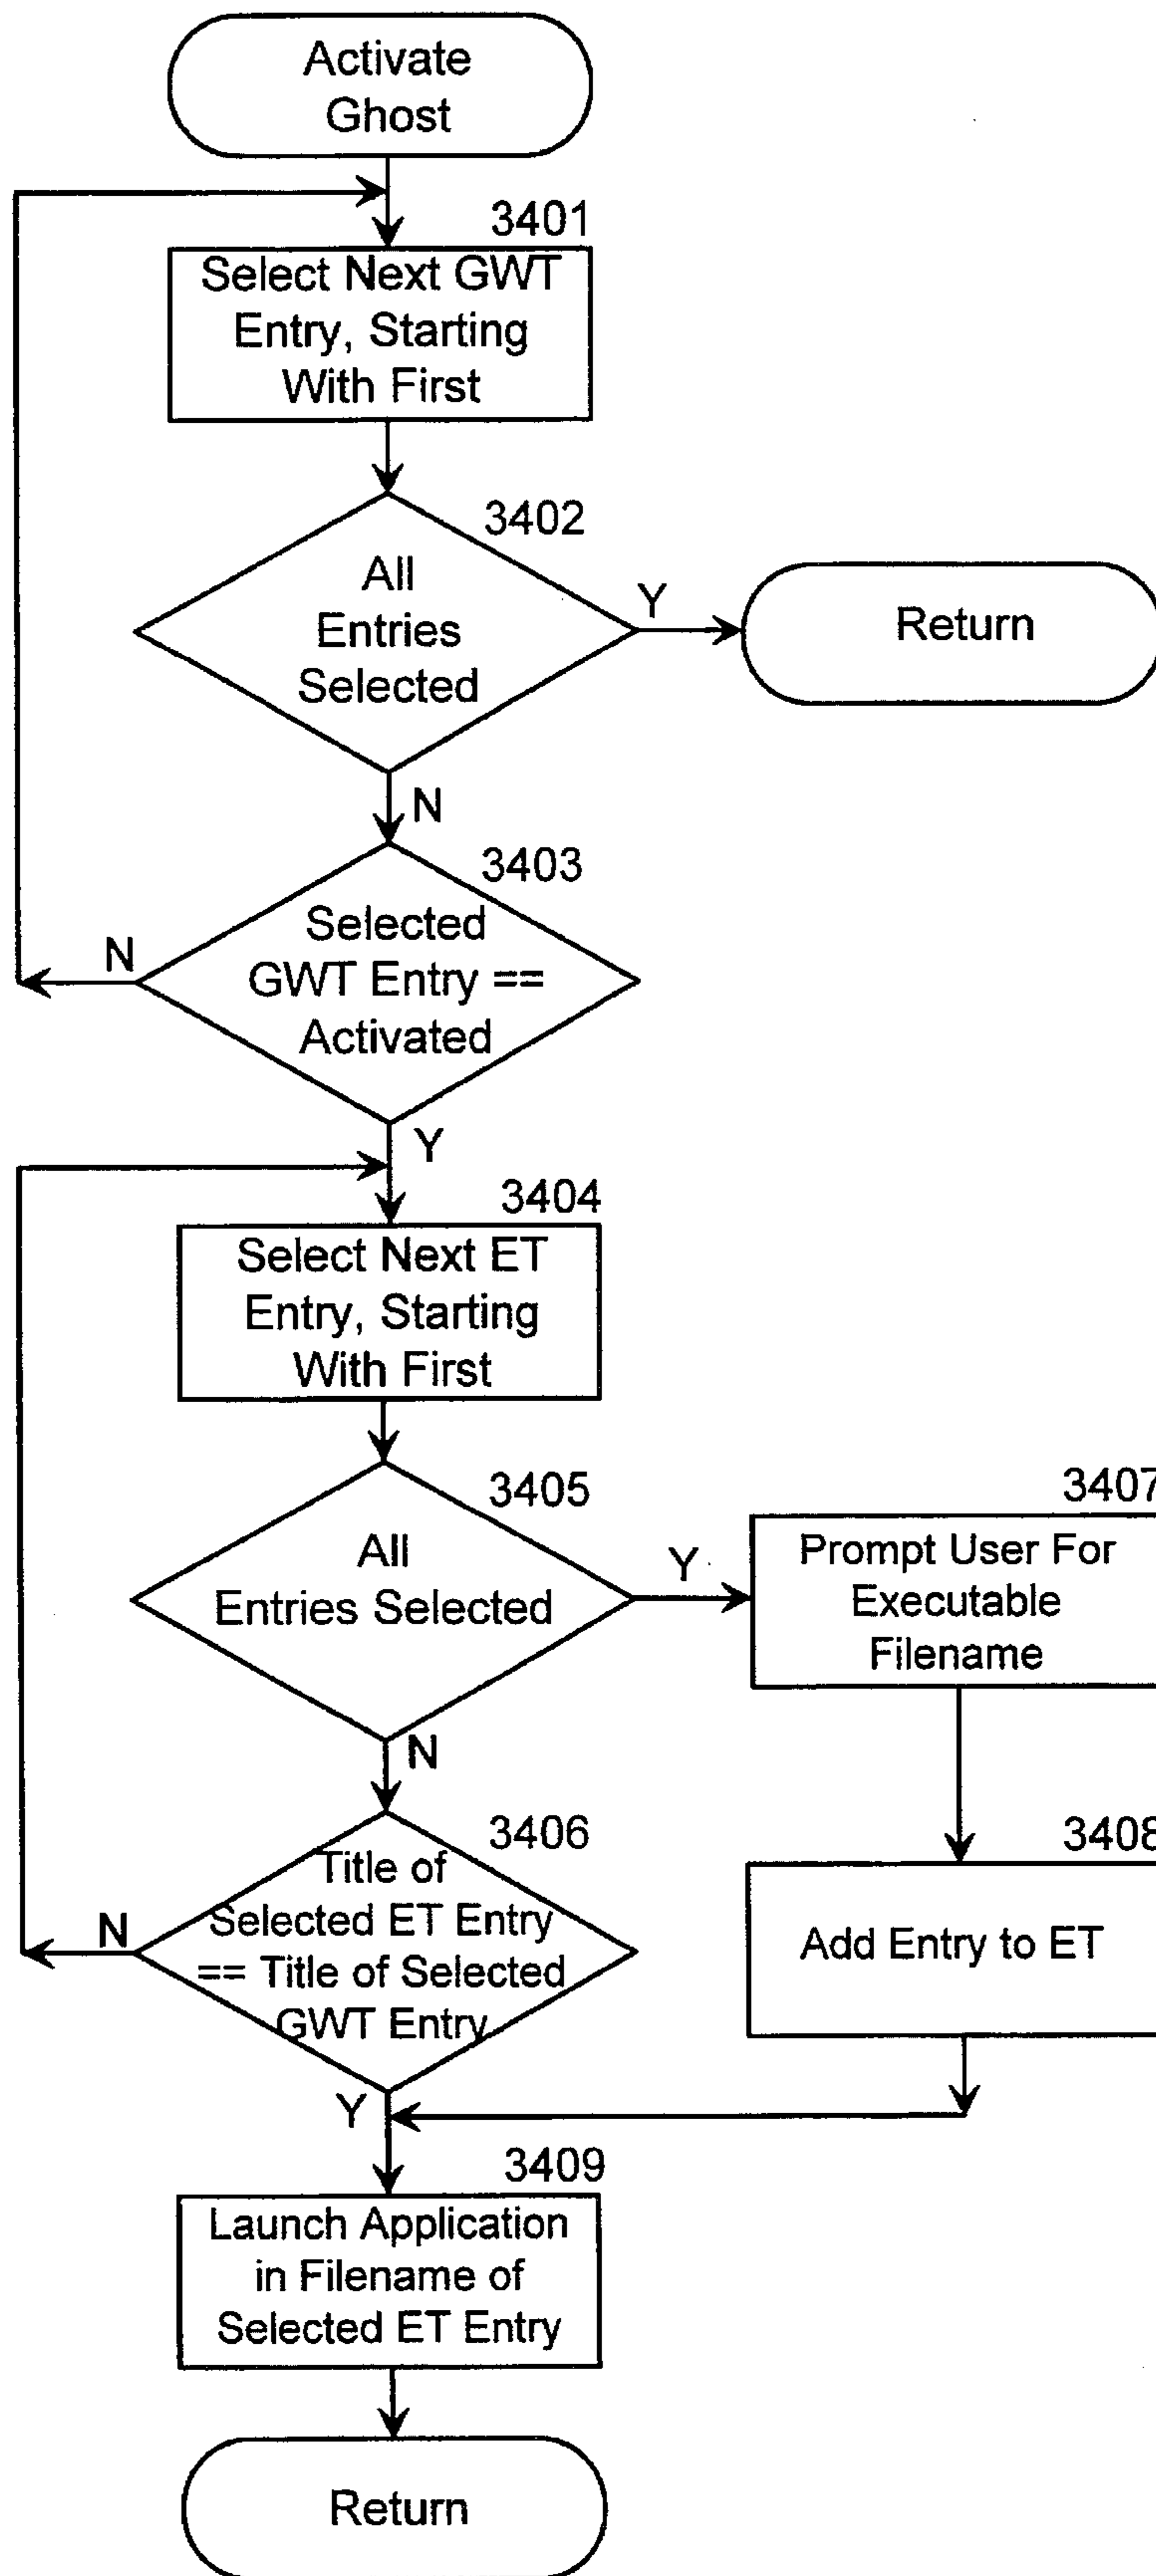 Activate
Ghost
3401
Select Next GWT
Entry, Starting
With First
3402
All
Entries
Selected
Y
Return
N
3403
Selected
GWT Entry ==
Activated
N
Y
3404
Select Next ET
Entry, Starting
With First
3405
All
Entries Selected
Y
3407
Prompt User For
Executable
Filename
N
3406
Title of
Selected ET Entry
== Title of Selected
GWT Entry
N
3408
Add Entry to ET
Y
3409
Launch Application
in Filename of
Selected ET Entry
Return